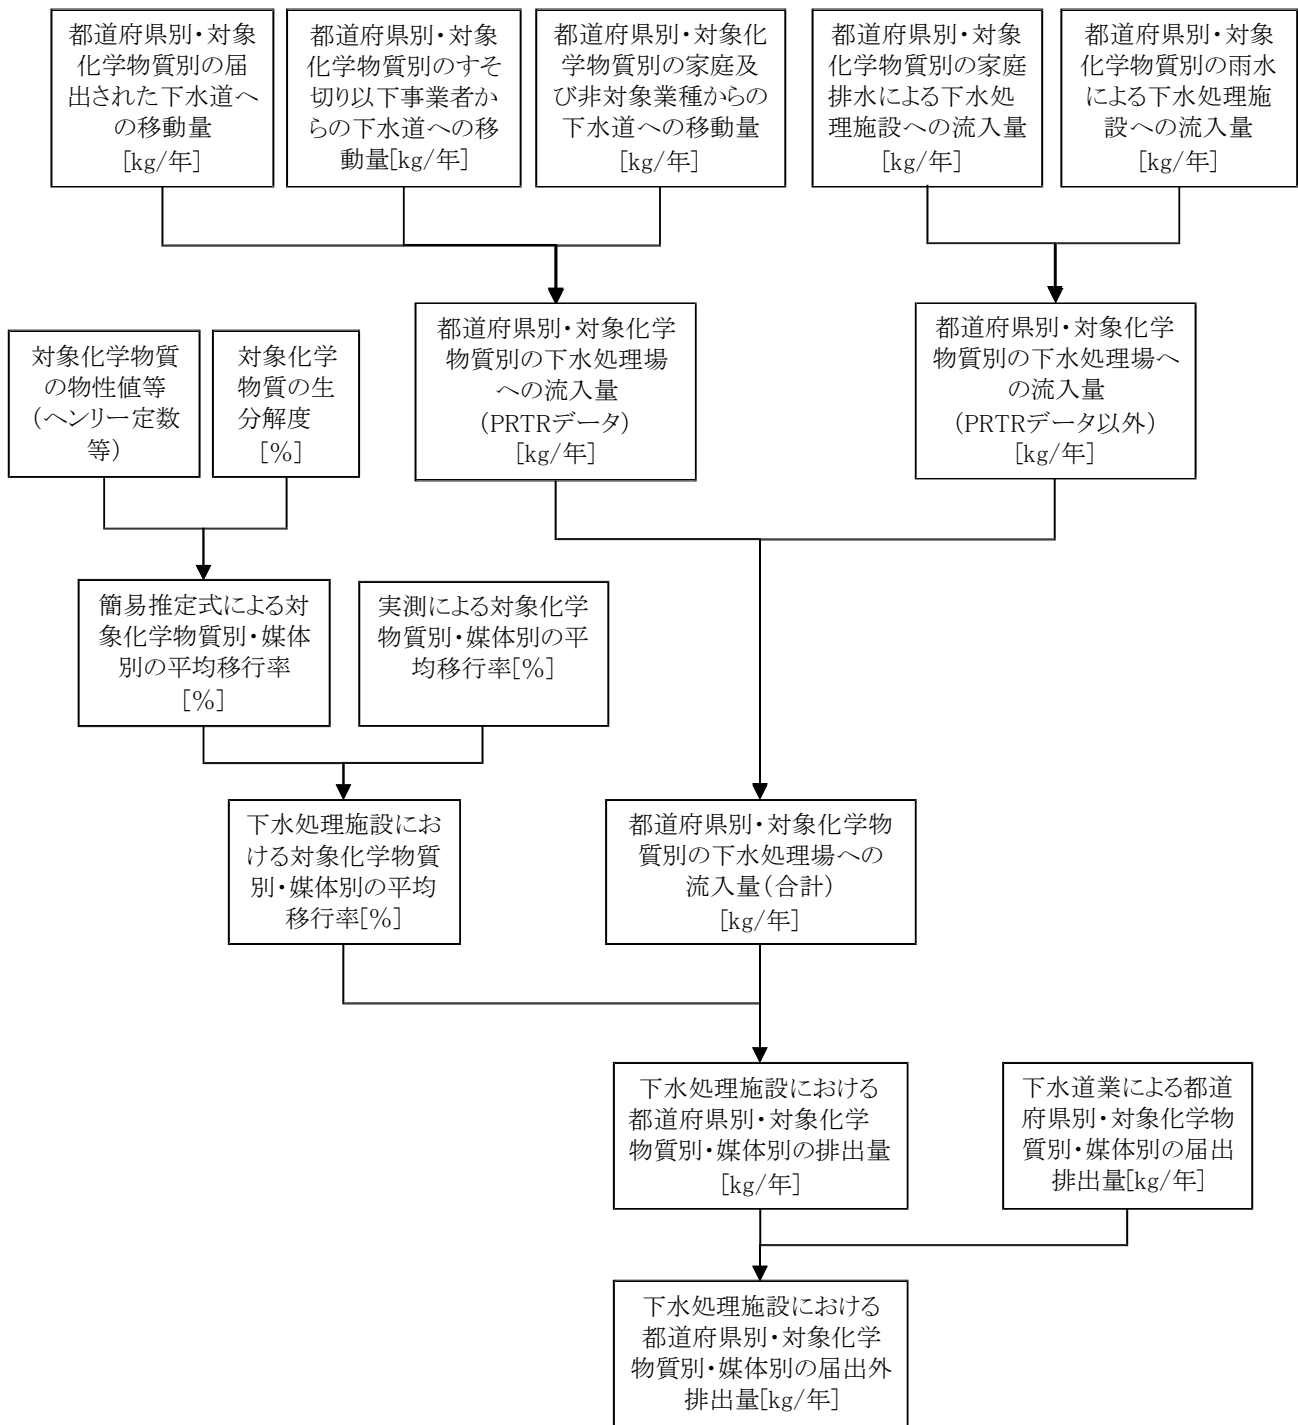 都道府県別・対象
化学物質別の届
出された下水道へ
の移動量
[kg/年]
都道府県別・対象
化学物質別のすそ
切り以下事業者か
らの下水道への移
動量[kg/年]
都道府県別・対象化
学物質別の家庭及
び非対象業種からの
下水道への移動量
[kg/年]
都道府県別・対象
化学物質別の家庭
排水による下水処
理施設への流入量
[kg/年]
都道府県別・対象
化学物質別の雨水
による下水処理施
設への流入量
[kg/年]
対象化学物質
の物性値等
(ヘンリー定数
等)
対象化学
物質の生
分解度
[%]
都道府県別・対象化学
物質別の下水処理場
への流入量
(PRTRデータ)
[kg/年]
都道府県別・対象化学
物質別の下水処理場へ
の流入量
(PRTRデータ以外)
[kg/年]
簡易推定式による対
象化学物質別・媒体
別の平均移行率
[%]
実測による対象化学
物質別・媒体別の平
均移行率[%]
下水処理施設にお
ける対象化学物質
別・媒体別の平均
移行率[%]
都道府県別・対象化学物
質別の下水処理場への
流入量(合計)
[kg/年]
下水処理施設における
都道府県別・対象化学
物質別・媒体別の排出量
[kg/年]
下水道業による都道
府県別・対象化学物
質別・媒体別の届出
排出量[kg/年]
下水処理施設における
都道府県別・対象化学
物質別・媒体別の届出外
排出量[kg/年]